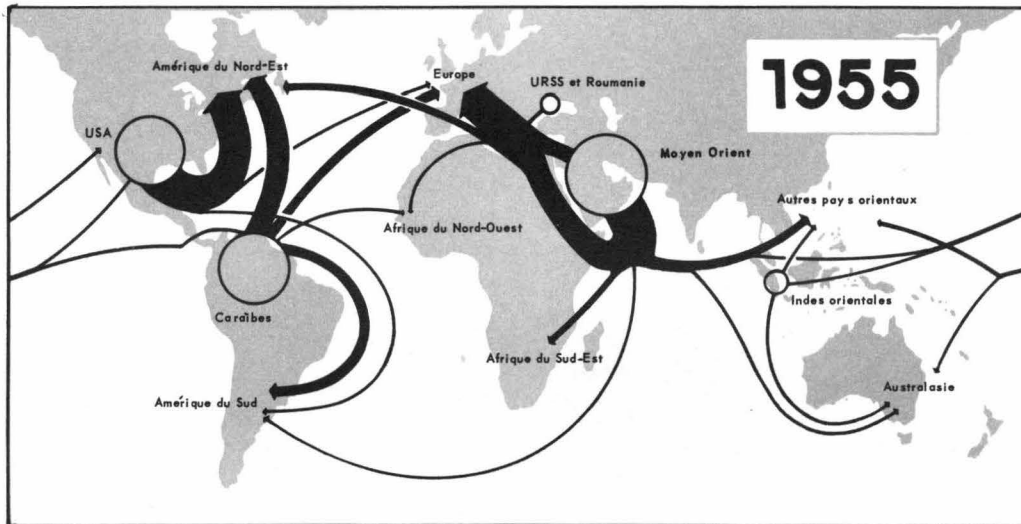 1955
Amérique du Nord-Est
Europe
URSS et Roumanie
USA
Moyen Orient
Autres pays orientaux
Afrique du Nord-Ouest
Indes orientales
Caraïbes
Afrique du Sud-Est
Australasie
Amérique du Sud